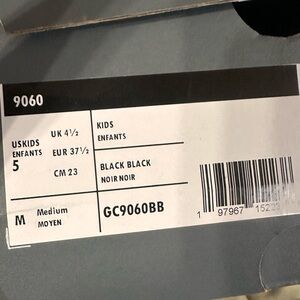 9060
USKIDS UK 4½
ENFANTS EUR 37½
5 CM 23
KIDS
ENFANTS
BLACK BLACK
NOIR NOIR
M Medium
MOYEN
GC9060BB
1 97967